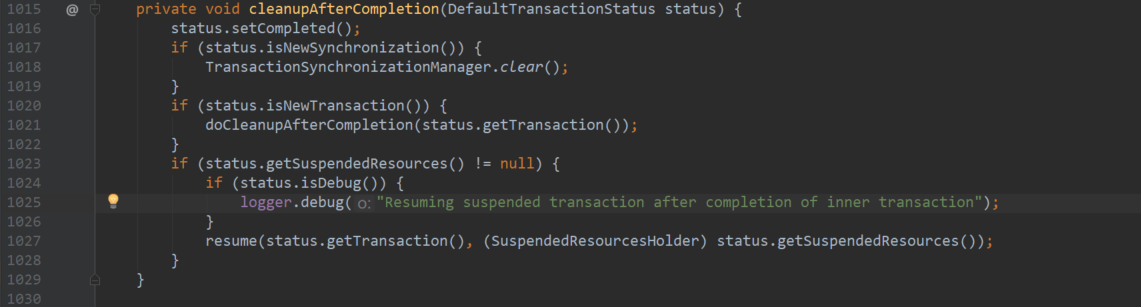 1015 @ private void cleanupAfterCompletion(DefaultTransactionStatus status) {
1016 status.setCompleted();
1017 if (status.isNewSynchronization()) {
1018 TransactionSynchronizationManager.clear();
1019 }
1020 if (status.isNewTransaction()) {
1021 doCleanupAfterCompletion(status.getTransaction());
1022 }
1023 if (status.getSuspendedResources() != null) {
1024 if (status.isDebug()) {
1025 logger.debug( o: "Resuming suspended transaction after completion of inner transaction");
1026 }
1027 resume(status.getTransaction(), (SuspendedResourcesHolder) status.getSuspendedResources());
1028 }
1029 }
1030